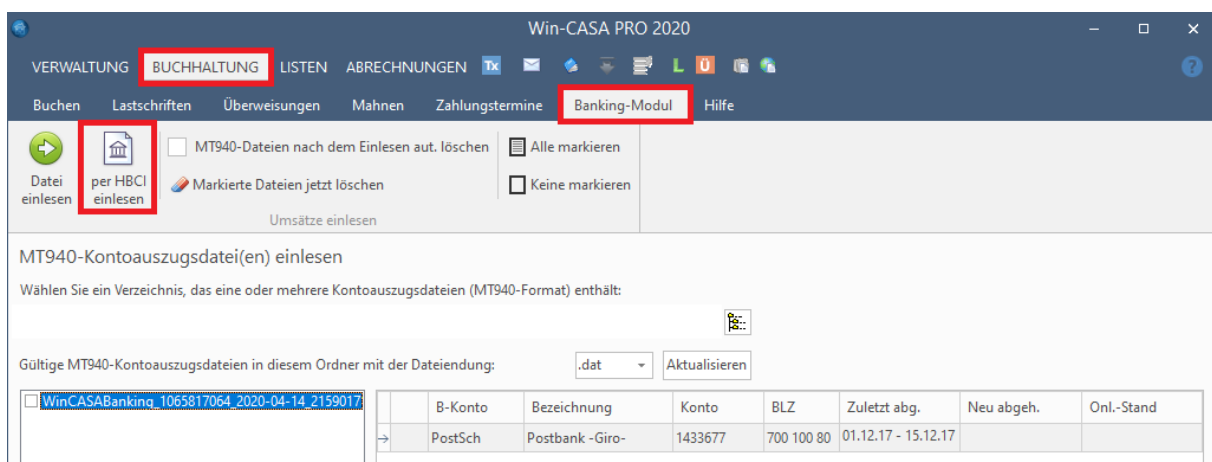 Win-CASA PRO 2020
VERWALTUNG BUCHHALTUNG LISTEN ABRECHNUNGEN Tx L Ü ?
Buchen Lastschriften Überweisungen Mahnen Zahlungstermine Banking-Modul Hilfe
Datei einlesen
per HBCI einlesen
MT940-Dateien nach dem Einlesen aut. löschen
Markierte Dateien jetzt löschen
Alle markieren
Keine markieren
Umsätze einlesen
MT940-Kontoauszugsdatei(en) einlesen
Wählen Sie ein Verzeichnis, das eine oder mehrere Kontoauszugsdateien (MT940-Format) enthält:
Gültige MT940-Kontoauszugsdateien in diesem Ordner mit der Dateiendung: .dat Aktualisieren
WinCASABanking_1065817064_2020-04-14_2159017
B-Konto Bezeichnung Konto BLZ Zuletzt abg. Neu abgeh. Onl.-Stand
PostSch Postbank -Giro- 1433677 700 100 80 01.12.17 - 15.12.17